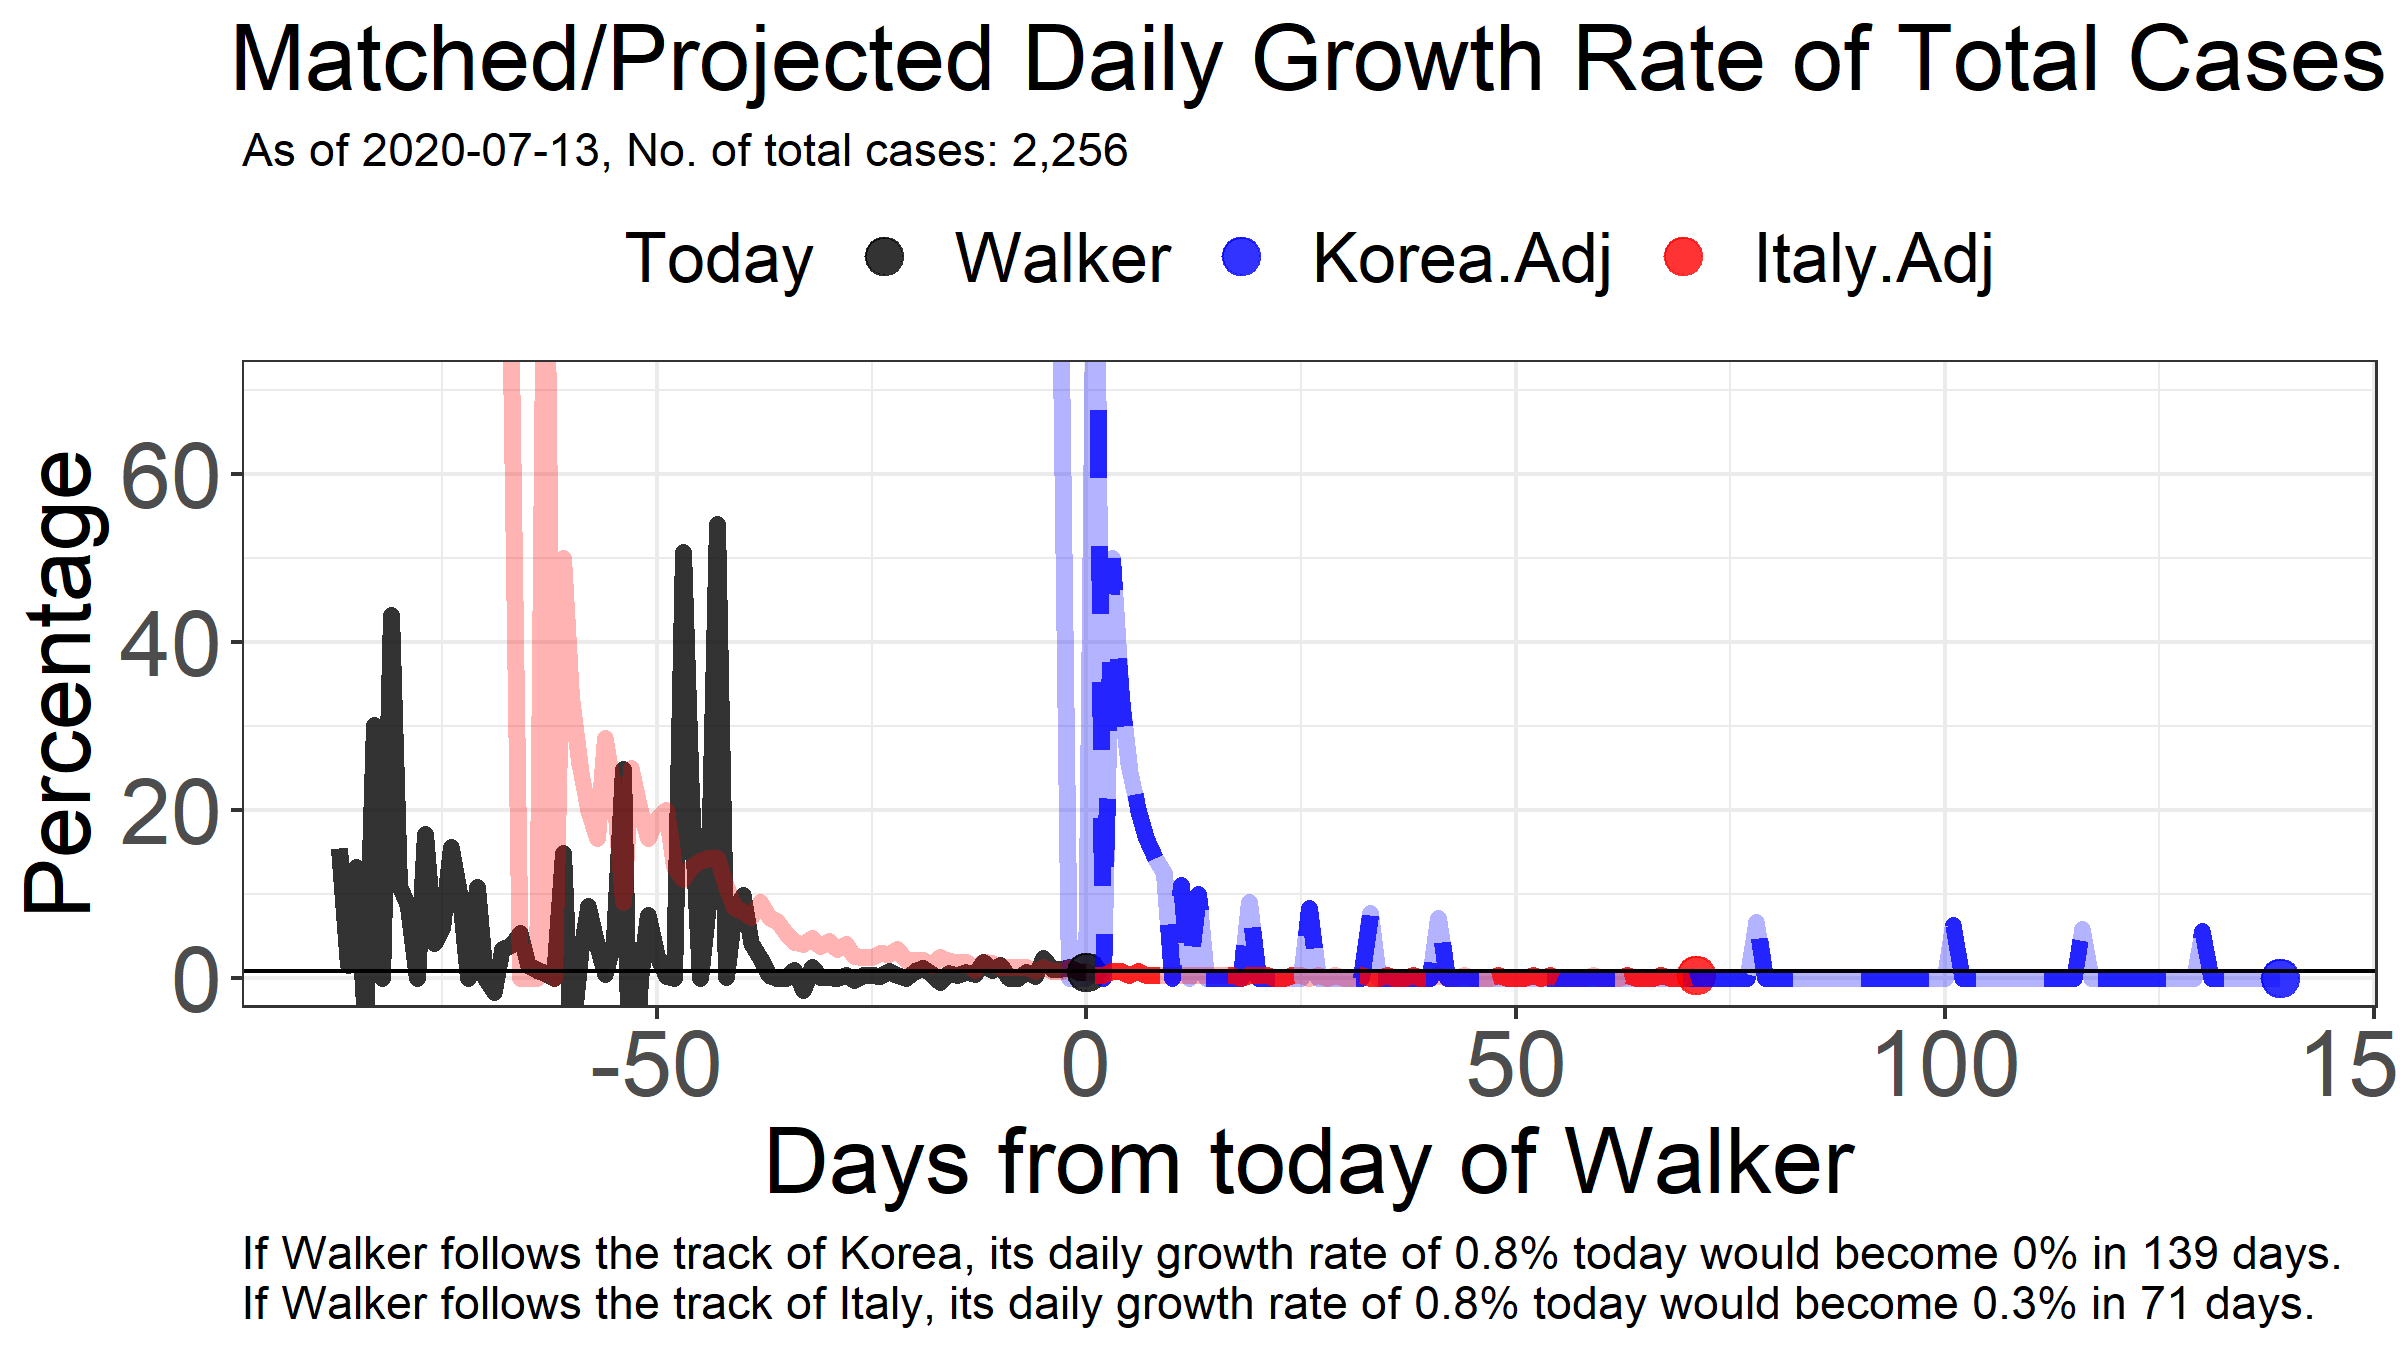 Matched/Projected Daily Growth Rate of Total Cases
As of 2020-07-13, No. of total cases: 2,256
Today Walker Korea.Adj Italy.Adj
Percentage
60
40
20
0
-50 0 50 100 15
Days from today of Walker
If Walker follows the track of Korea, its daily growth rate of 0.8% today would become 0% in 139 days.
If Walker follows the track of Italy, its daily growth rate of 0.8% today would become 0.3% in 71 days.